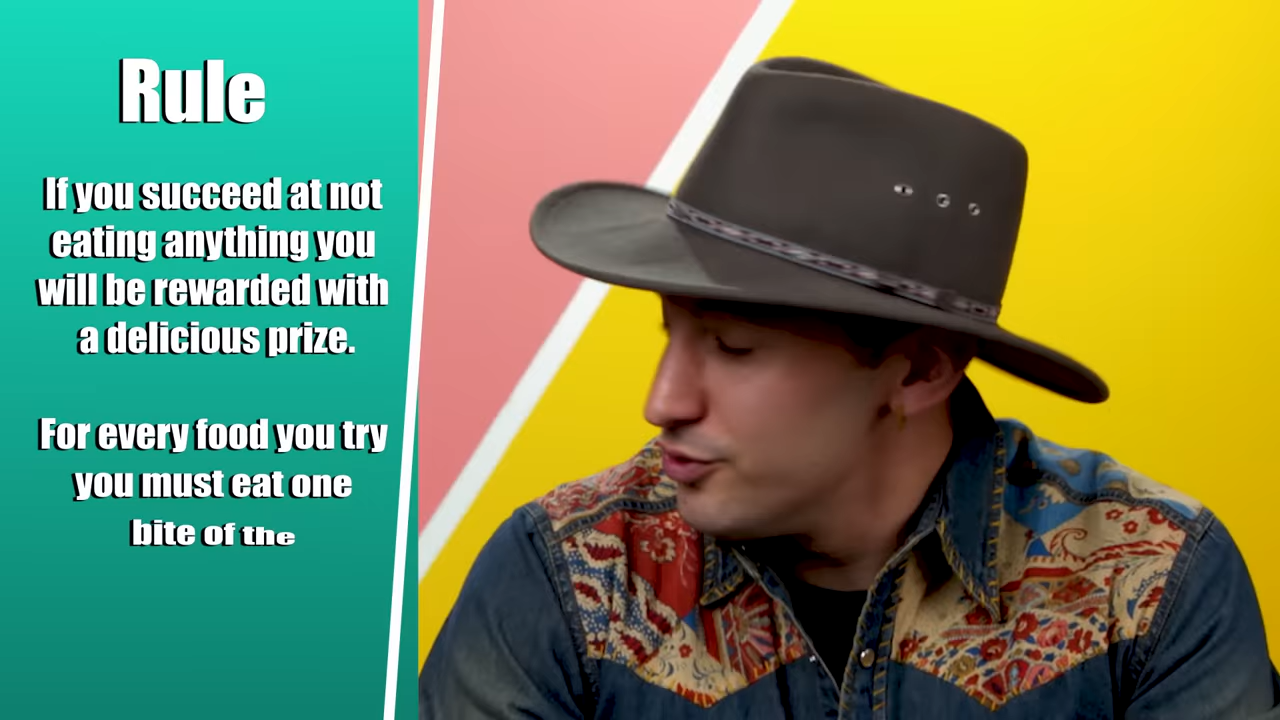 Rule
If you succeed at not
eating anything you
will be rewarded with
a delicious prize.
For every food you try
you must eat one
bite of the